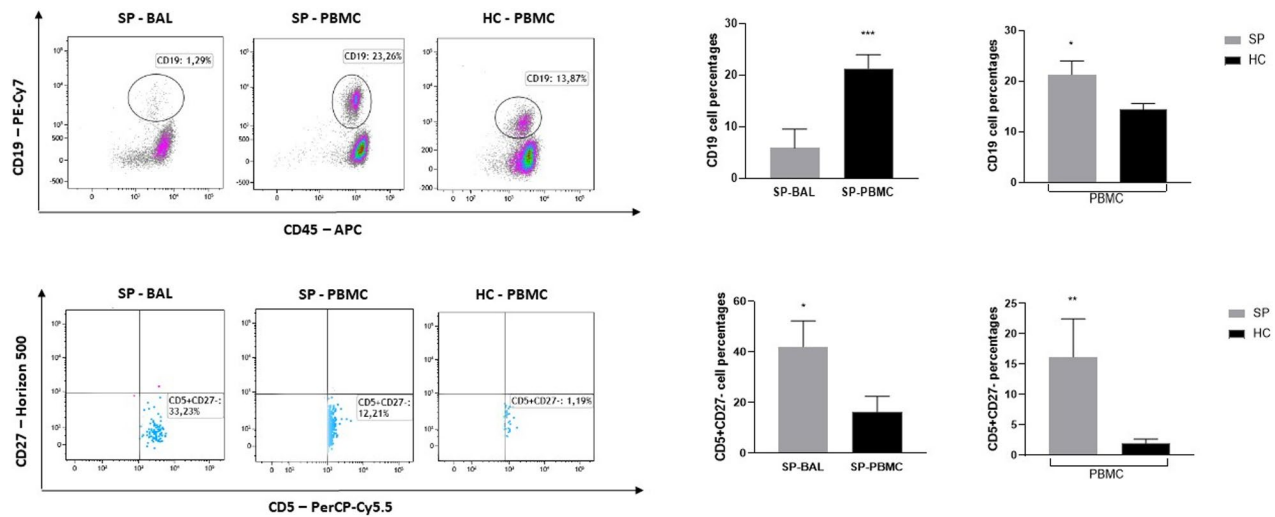 SP - BAL
SP - PBMC
HC - PBMC
CD19 – PE-Cy7
CD19: 1,29%
CD19: 23,26%
CD19: 13,87%
CD45 – APC
CD19 cell percentages
30
20
10
0
***
SP-BAL
SP-PBMC
CD19 cell percentages
30
20
10
0
*
PBMC
SP
HC
SP - BAL
SP - PBMC
HC - PBMC
CD27 – Horizon 500
CD5+CD27-:
33,23%
CD5+CD27-:
12,21%
CD5+CD27-: 1,19%
CD5 – PerCP-Cy5.5
CD5+CD27- cell percentages
60
40
20
0
*
SP-BAL
SP-PBMC
CD5+CD27- percentages
25
20
15
10
5
0
**
PBMC
SP
HC